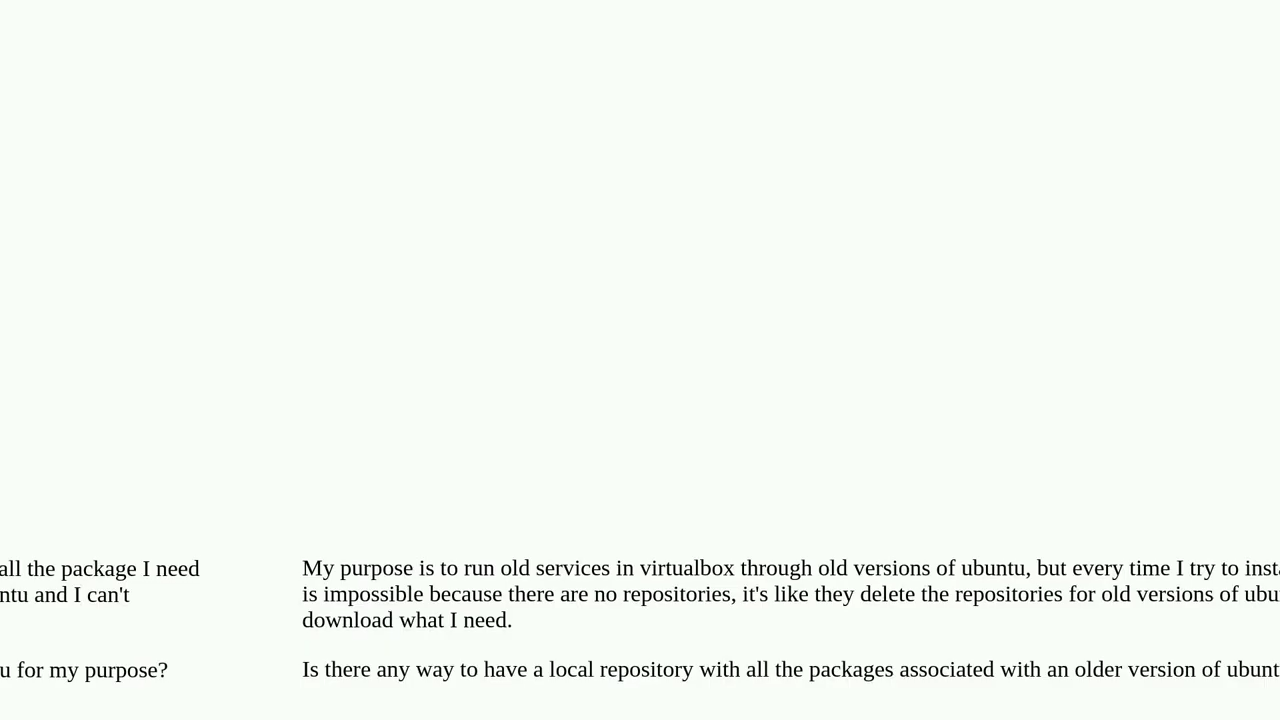 My purpose is to run old services in virtualbox through old versions of ubuntu, but every time I try to insta
is impossible because there are no repositories, it's like they delete the repositories for old versions of ubu
download what I need.
Is there any way to have a local repository with all the packages associated with an older version of ubunt
all the package I need
ntu and I can't
u for my purpose?